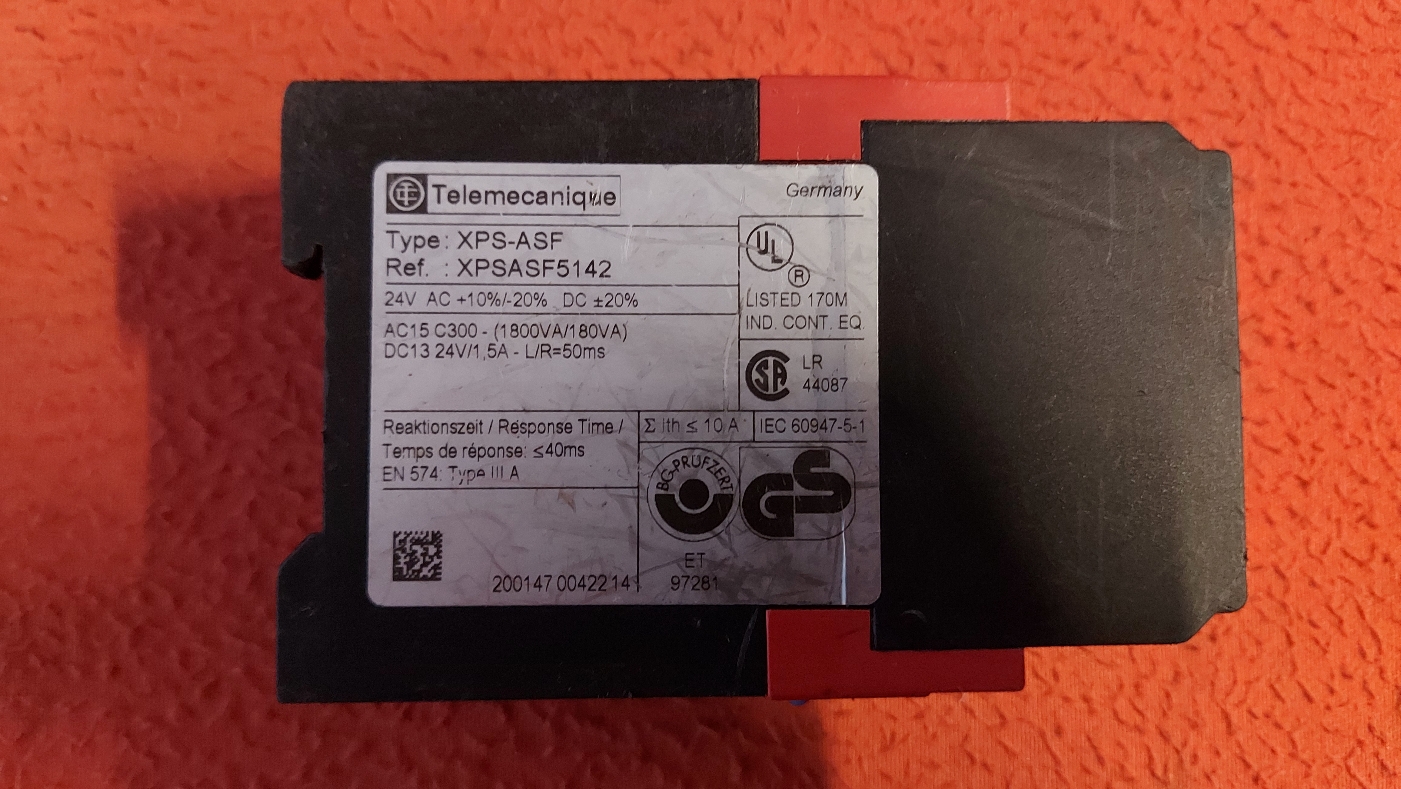 Telemecanique
Germany
Type : XPS-ASF
Ref. : XPSASF5142
24V AC +10%/-20% DC ±20%
AC15 C300 - (1800VA/180VA)
DC13 24V/1,5A - L/R=50ms
UL
®
LISTED 170M
IND. CONT. EQ.
SA
LR
44087
Reaktionszeit / Response Time /
Temps de réponse: ≤40ms
EN 574: Type III A
Σ Ith ≤ 10 A
IEC 60947-5-1
BG-PRÜFZERT
GS
ET
97281
200147 0042214